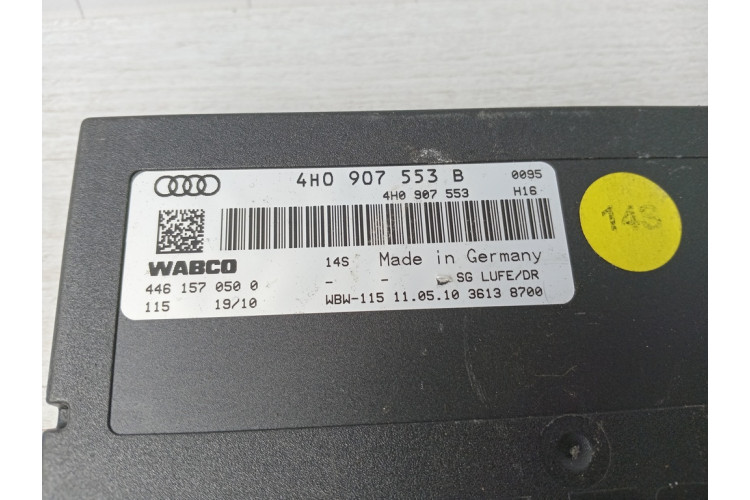 4H0 907 553 B 0095
4H0 907 553 H16
WABCO 14S Made in Germany
446 157 050 0 - - SG LUFE/DR
115 19/10 WBW-115 11.05.10 3613 8700
14S